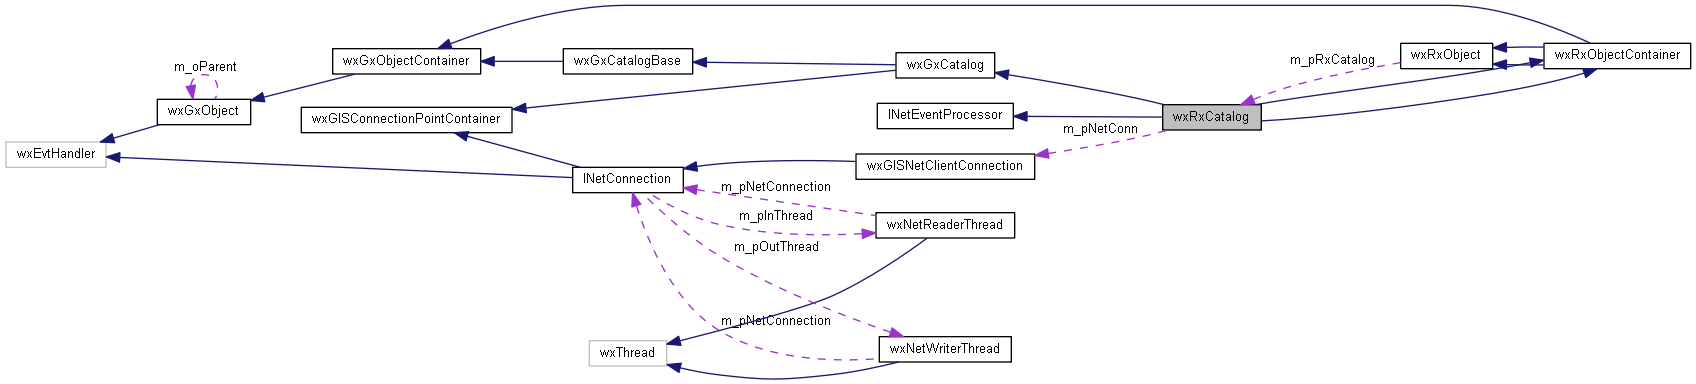 wxGxObjectContainer
wxGxCatalogBase
wxGxCatalog
m_pRxCatalog
wxRxObject
wxRxObjectContainer
m_oParent
wxGxObject
wxGISConnectionPointContainer
INetEventProcessor
wxRxCatalog
m_pNetConn
wxEvtHandler
INetConnection
wxGISNetClientConnection
m_pNetConnection
m_pInThread
wxNetReaderThread
m_pOutThread
m_pNetConnection
wxThread
wxNetWriterThread